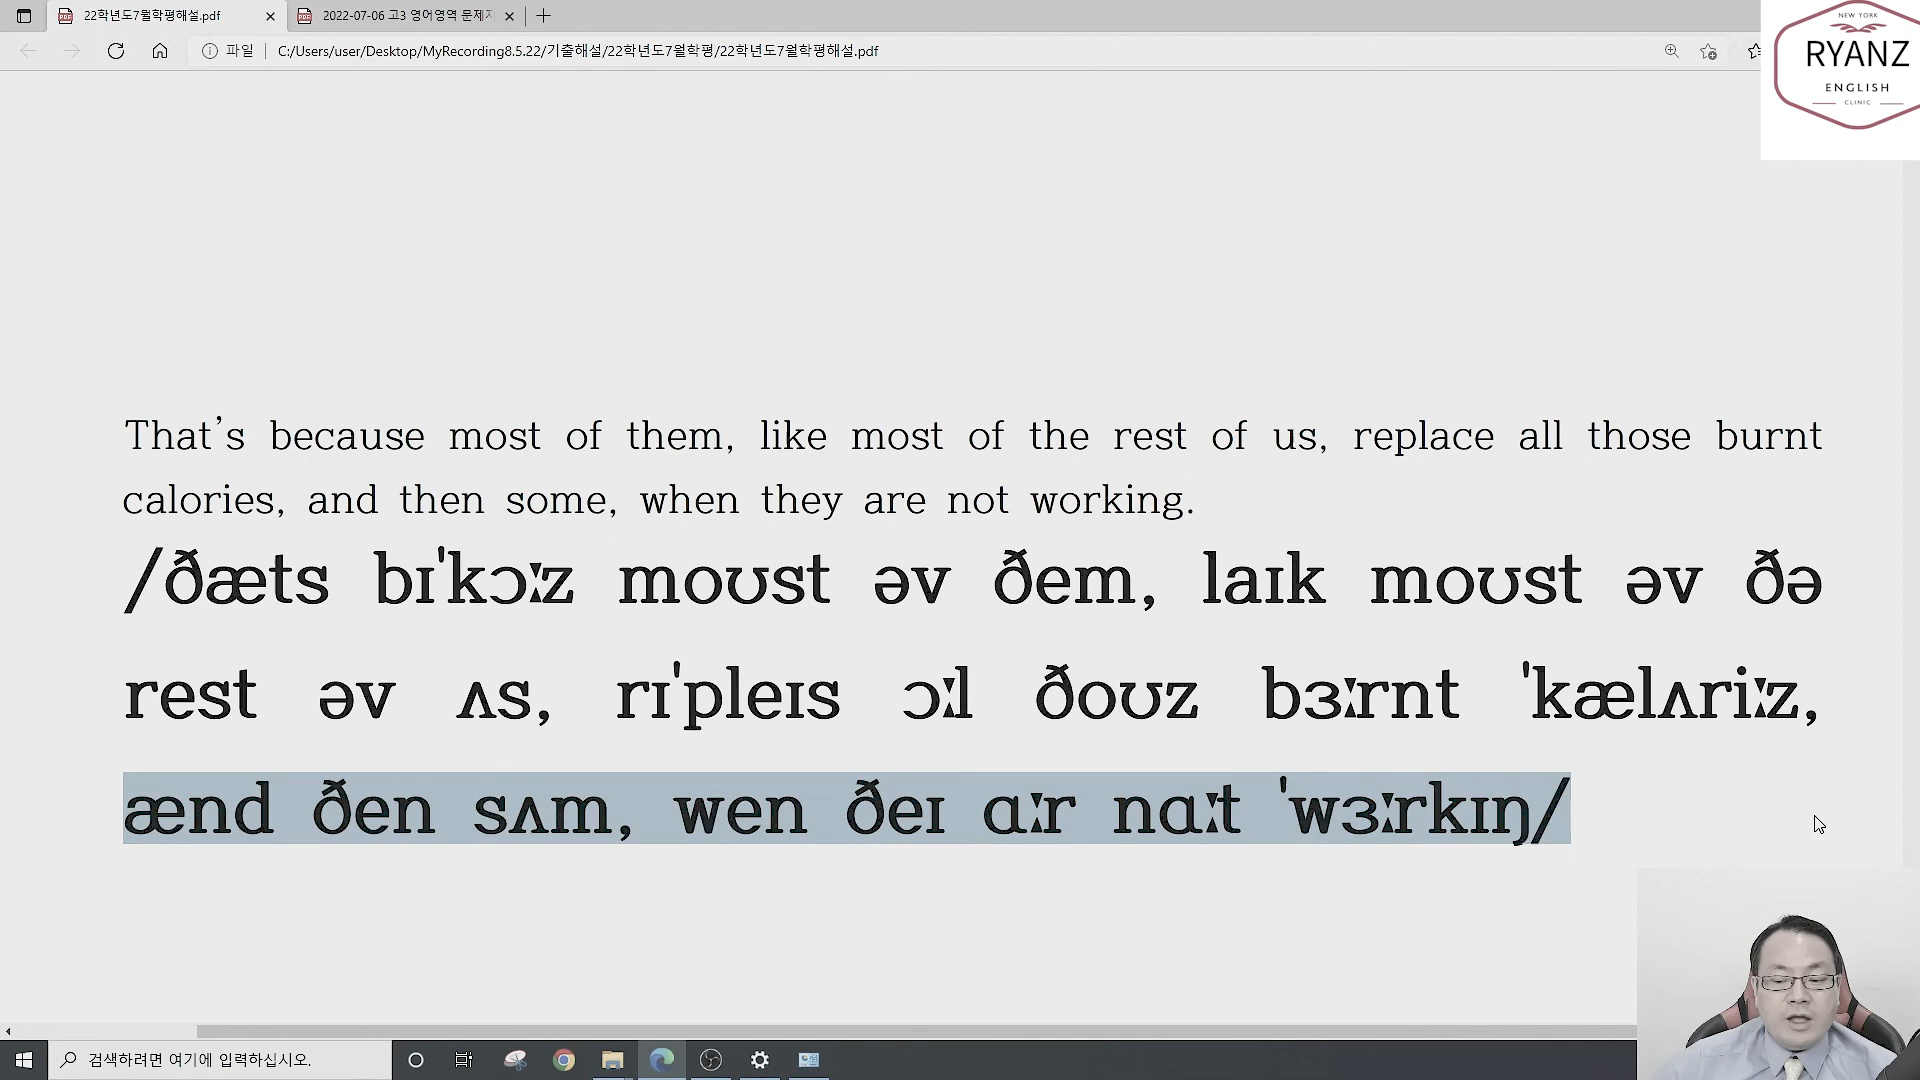 22학년도7월학평해설.pdf
2022-07-06 고3 영어영역 문제지
파일
C:/Users/user/Desktop/MyRecording8.5.22/기출해설/22학년도7월학평/22학년도7월학평해설.pdf
NEW YORK
RYANZ
ENGLISH
CLINIC
That's because most of them, like most of the rest of us, replace all those burnt
calories, and then some, when they are not working.
/ðæts bɪˈkɔːz moʊst əv ðem, laɪk moʊst əv ðə
rest əv ʌs, rɪˈpleɪs ɔːl ðoʊz bɜːrnt ˈkælʌriːz,
ænd ðen sʌm, wen ðeɪ ɑːr nɑːt ˈwɜːrkɪŋ/
검색하려면 여기에 입력하십시오.